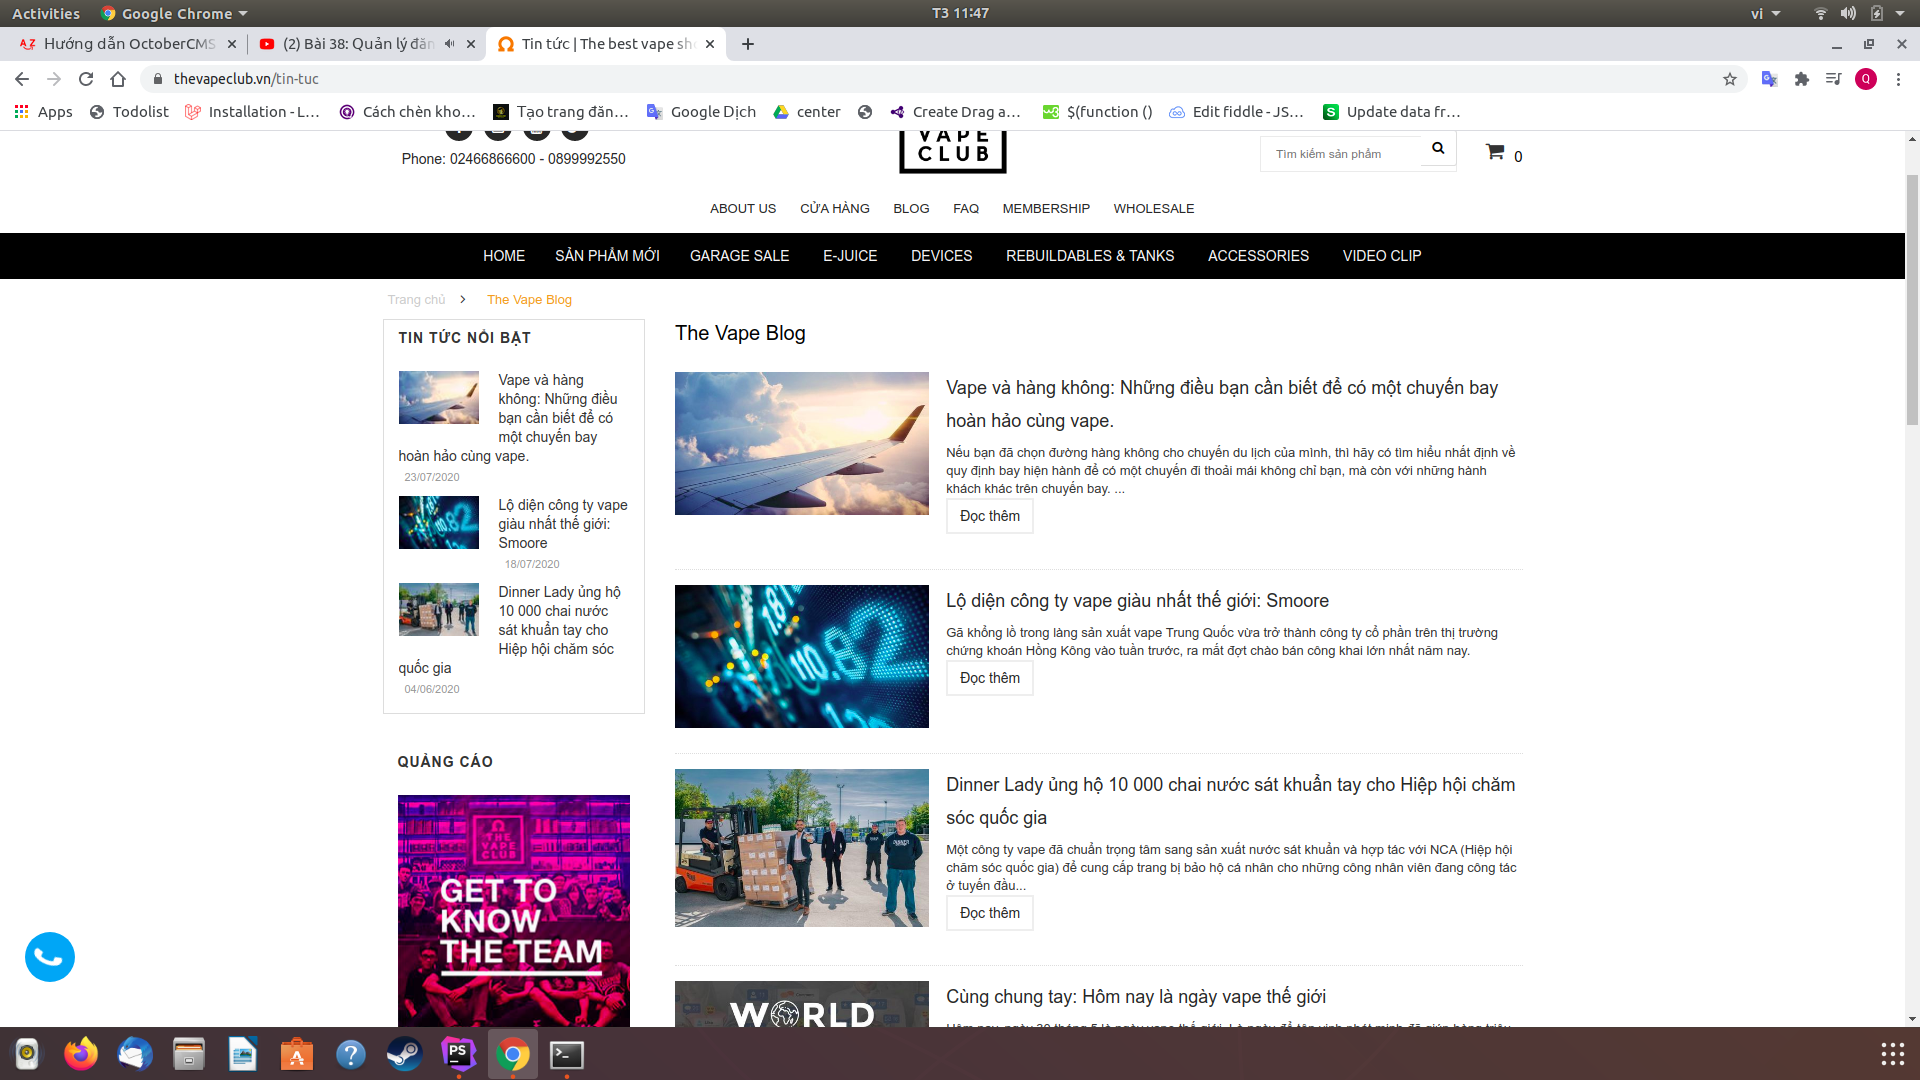 Activities Google Chrome T3 11:47 vi
Hướng dẫn OctoberCMS (2) Bài 38: Quản lý đăn Tin tức | The best vape sh
thevapeclub.vn/tin-tuc Q
Apps Todolist Installation - L... Cách chèn kho... Tạo trang đăn... Google Dịch center Create Drag a... $(function () Edit fiddle - JS... Update data fr...
VAPE
CLUB
Phone: 02466866600 - 0899992550
Tìm kiếm sản phẩm
0
ABOUT US CỬA HÀNG BLOG FAQ MEMBERSHIP WHOLESALE
HOME SẢN PHẨM MỚI GARAGE SALE E-JUICE DEVICES REBUILDABLES & TANKS ACCESSORIES VIDEO CLIP
Trang chủ The Vape Blog
TIN TỨC NỔI BẬT
Vape và hàng
không: Những điều
bạn cần biết để có
một chuyến bay
hoàn hảo cùng vape.
23/07/2020
Lộ diện công ty vape
giàu nhất thế giới:
Smoore
18/07/2020
Dinner Lady ủng hộ
10 000 chai nước
sát khuẩn tay cho
Hiệp hội chăm sóc
quốc gia
04/06/2020
QUẢNG CÁO
THE
VAPE
CLUB
GET TO
KNOW
THE TEAM
The Vape Blog
Vape và hàng không: Những điều bạn cần biết để có một chuyến bay
hoàn hảo cùng vape.
Nếu bạn đã chọn đường hàng không cho chuyến du lịch của mình, thì hãy có tìm hiểu nhất định về
quy định bay hiện hành để có một chuyến đi thoải mái không chỉ bạn, mà còn với những hành
khách khác trên chuyến bay. ...
Đọc thêm
110.82
Lộ diện công ty vape giàu nhất thế giới: Smoore
Gã khổng lồ trong làng sản xuất vape Trung Quốc vừa trở thành công ty cổ phần trên thị trường
chứng khoán Hồng Kông vào tuần trước, ra mắt đợt chào bán công khai lớn nhất năm nay.
Đọc thêm
Dinner Lady ủng hộ 10 000 chai nước sát khuẩn tay cho Hiệp hội chăm
sóc quốc gia
Một công ty vape đã chuẩn trọng tâm sang sản xuất nước sát khuẩn và hợp tác với NCA (Hiệp hội
chăm sóc quốc gia) để cung cấp trang bị bảo hộ cá nhân cho những công nhân viên đang công tác
ở tuyến đầu...
Đọc thêm
WORLD
Cùng chung tay: Hôm nay là ngày vape thế giới
PS